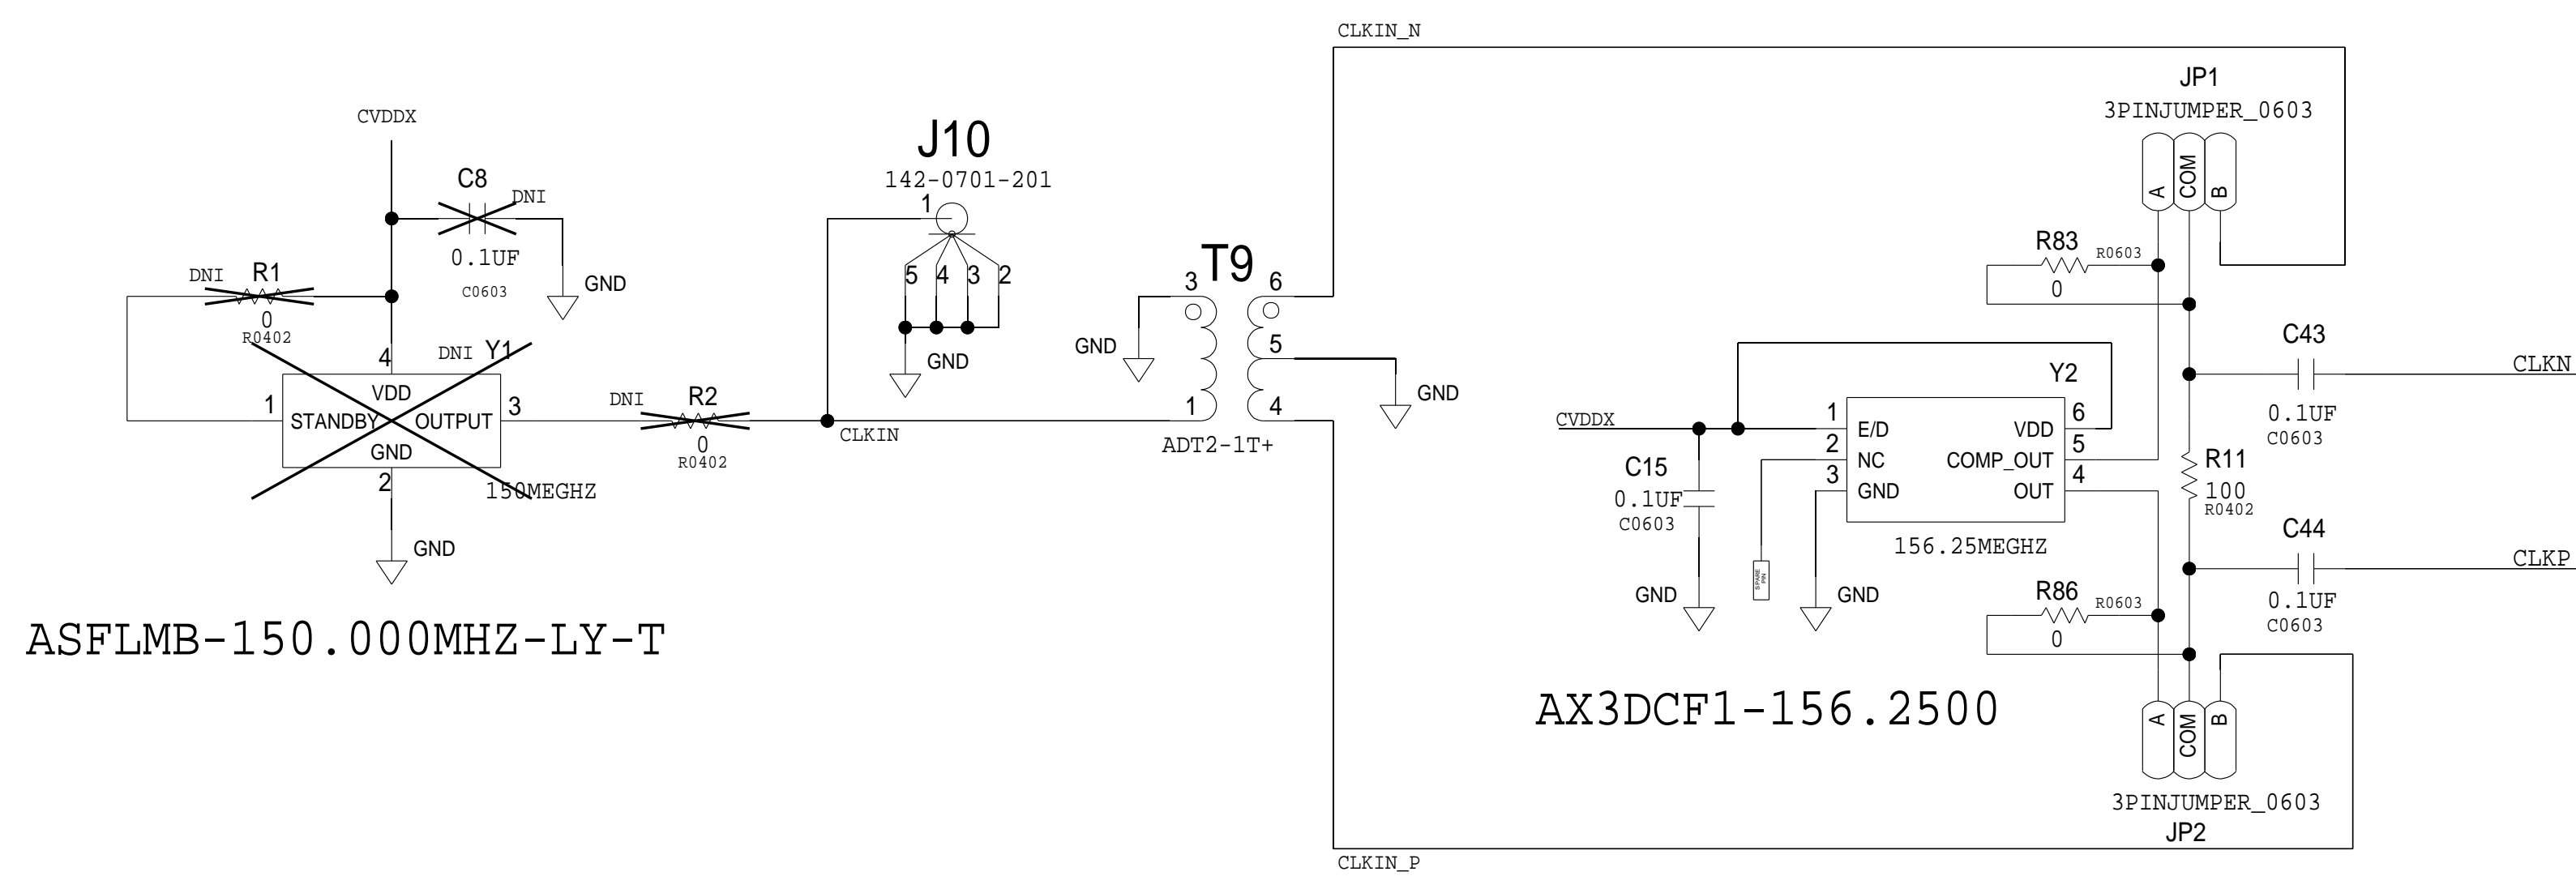 CLKIN_N
JP1
3PINJUMPER_0603
A
COM
B
CVDDX
C8
DNI
0.1UF
C0603
GND
DNI
R1
0
R0402
4
DNI
Y1
VDD
1
STANDBY
OUTPUT
3
GND
2
150MEGHZ
GND
ASFLMB-150.000MHZ-LY-T
DNI
R2
0
R0402
J10
142-0701-201
1
5
4
3
2
GND
CLKIN
T9
3
6
GND
5
GND
1
4
ADT2-1T+
R83
R0603
0
C43
0.1UF
C0603
CLKN
Y2
CVDDX
1
E/D
VDD
6
2
NC
COMP_OUT
5
3
GND
OUT
4
156.25MEGHZ
C15
0.1UF
C0603
GND
SPARE
PIN
GND
R11
100
R0402
C44
0.1UF
C0603
CLKP
R86
R0603
0
AX3DCF1-156.2500
A
COM
B
3PINJUMPER_0603
JP2
CLKIN_P